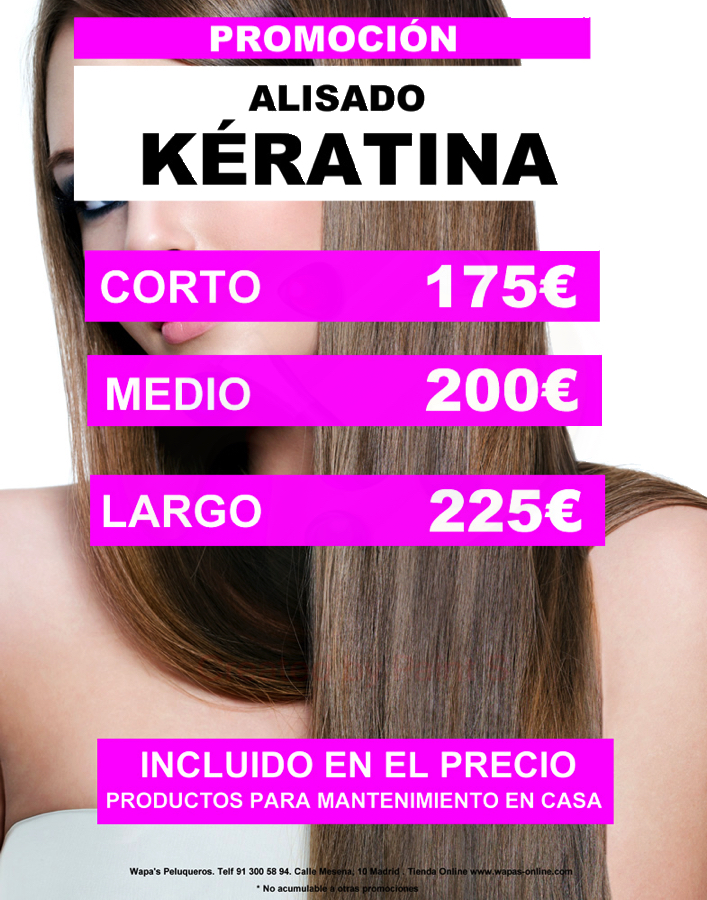 PROMOCIÓN
ALISADO
KÉRATINA
CORTO 175€
MEDIO 200€
LARGO 225€
INCLUIDO EN EL PRECIO
PRODUCTOS PARA MANTENIMIENTO EN CASA
Wapa's Peluqueros. Telf 91 300 58 94. Calle Mesena, 10 Madrid . Tienda Online www.wapas-online.com
* No acumulable a otras promociones